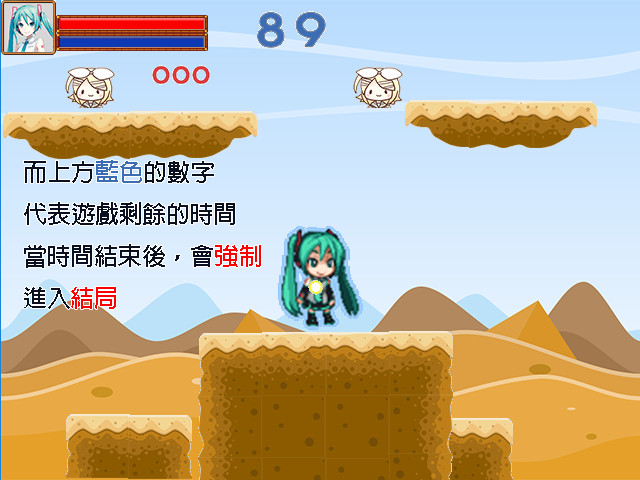 89
000
而上方藍色的數字
代表遊戲剩餘的時間
當時間結束後，會強制
進入結局